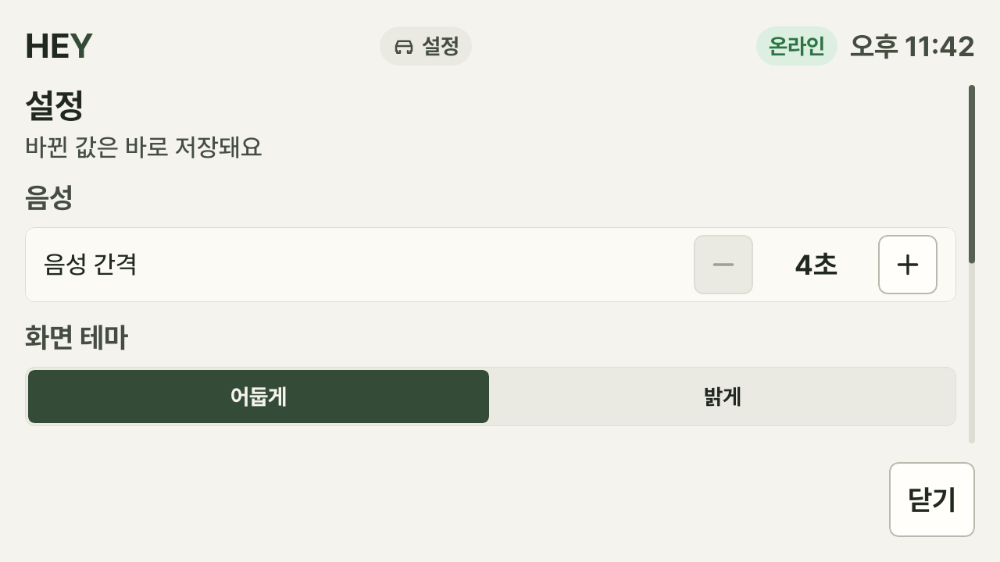 HEY
설정
온라인
오후 11:42
설정
바뀐 값은 바로 저장돼요
음성
음성 간격
4초
화면 테마
어둡게
밝게
닫기